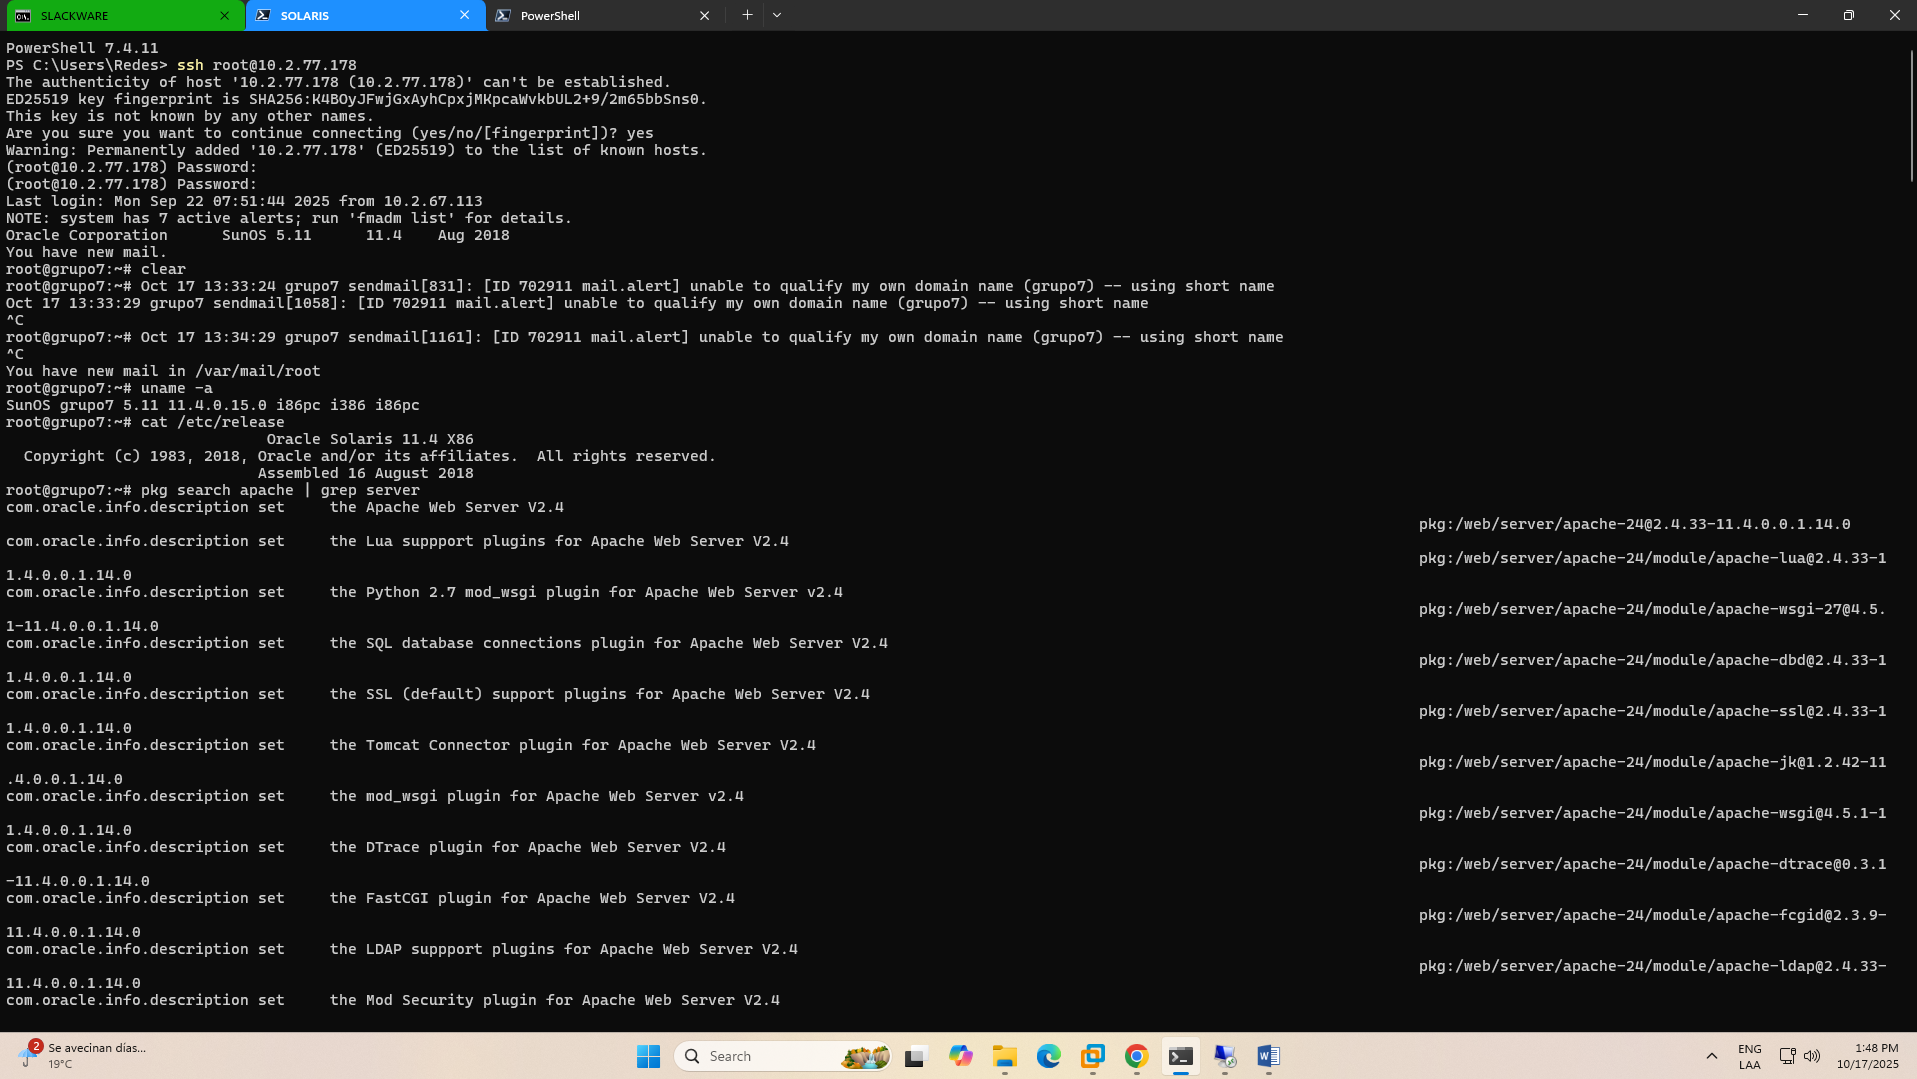 SLACKWARE
SOLARIS
PowerShell
PowerShell 7.4.11
PS C:\Users\Redes> ssh root@10.2.77.178
The authenticity of host '10.2.77.178 (10.2.77.178)' can't be established.
ED25519 key fingerprint is SHA256:K4BOyJFwjGxAyhCpxjMKpcaWvkbUL2+9/2m65bbSns0.
This key is not known by any other names.
Are you sure you want to continue connecting (yes/no/[fingerprint])? yes
Warning: Permanently added '10.2.77.178' (ED25519) to the list of known hosts.
(root@10.2.77.178) Password:
(root@10.2.77.178) Password:
Last login: Mon Sep 22 07:51:44 2025 from 10.2.67.113
NOTE: system has 7 active alerts; run 'fmadm list' for details.
Oracle Corporation      SunOS 5.11      11.4    Aug 2018
You have new mail.
root@grupo7:~# clear
root@grupo7:~# Oct 17 13:33:24 grupo7 sendmail[831]: [ID 702911 mail.alert] unable to qualify my own domain name (grupo7) -- using short name
Oct 17 13:33:29 grupo7 sendmail[1058]: [ID 702911 mail.alert] unable to qualify my own domain name (grupo7) -- using short name
^C
root@grupo7:~# Oct 17 13:34:29 grupo7 sendmail[1161]: [ID 702911 mail.alert] unable to qualify my own domain name (grupo7) -- using short name
^C
You have new mail in /var/mail/root
root@grupo7:~# uname -a
SunOS grupo7 5.11 11.4.0.15.0 i86pc i386 i86pc
root@grupo7:~# cat /etc/release
Oracle Solaris 11.4 X86
Copyright (c) 1983, 2018, Oracle and/or its affiliates.  All rights reserved.
Assembled 16 August 2018
root@grupo7:~# pkg search apache | grep server
com.oracle.info.description set     the Apache Web Server V2.4
pkg:/web/server/apache-24@2.4.33-11.4.0.0.1.14.0
com.oracle.info.description set     the Lua suppport plugins for Apache Web Server V2.4
pkg:/web/server/apache-24/module/apache-lua@2.4.33-1
1.4.0.0.1.14.0
com.oracle.info.description set     the Python 2.7 mod_wsgi plugin for Apache Web Server v2.4
pkg:/web/server/apache-24/module/apache-wsgi-27@4.5.
1-11.4.0.0.1.14.0
com.oracle.info.description set     the SQL database connections plugin for Apache Web Server V2.4
pkg:/web/server/apache-24/module/apache-dbd@2.4.33-1
1.4.0.0.1.14.0
com.oracle.info.description set     the SSL (default) support plugins for Apache Web Server V2.4
pkg:/web/server/apache-24/module/apache-ssl@2.4.33-1
1.4.0.0.1.14.0
com.oracle.info.description set     the Tomcat Connector plugin for Apache Web Server V2.4
pkg:/web/server/apache-24/module/apache-jk@1.2.42-11
.4.0.0.1.14.0
com.oracle.info.description set     the mod_wsgi plugin for Apache Web Server v2.4
pkg:/web/server/apache-24/module/apache-wsgi@4.5.1-1
1.4.0.0.1.14.0
com.oracle.info.description set     the DTrace plugin for Apache Web Server V2.4
pkg:/web/server/apache-24/module/apache-dtrace@0.3.1
-11.4.0.0.1.14.0
com.oracle.info.description set     the FastCGI plugin for Apache Web Server V2.4
pkg:/web/server/apache-24/module/apache-fcgid@2.3.9-
11.4.0.0.1.14.0
com.oracle.info.description set     the LDAP suppport plugins for Apache Web Server V2.4
pkg:/web/server/apache-24/module/apache-ldap@2.4.33-
11.4.0.0.1.14.0
com.oracle.info.description set     the Mod Security plugin for Apache Web Server V2.4
2
Se avecinan días...
19°C
Search
ENG
LAA
1:48 PM
10/17/2025